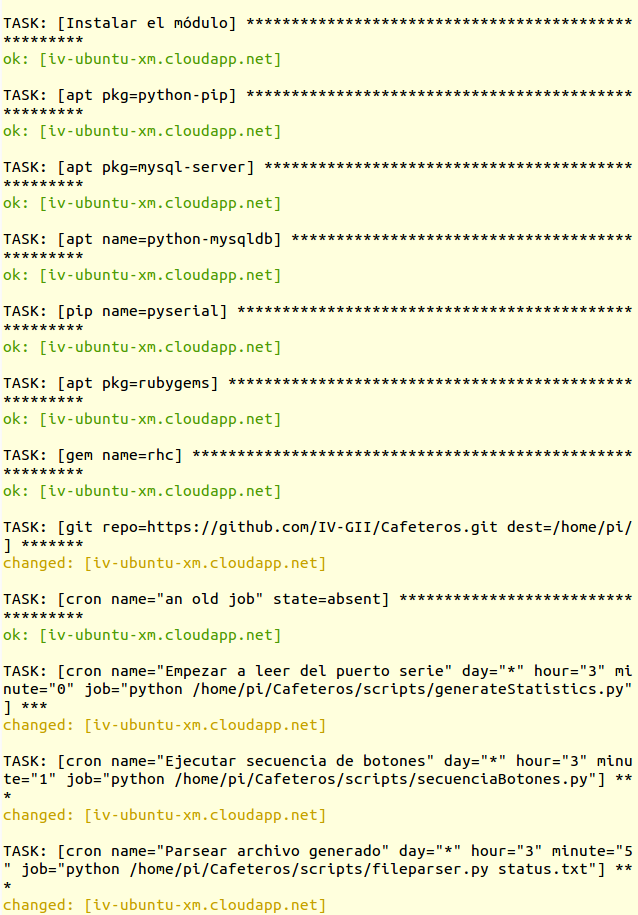 TASK: [Instalar el módulo] *******************************************
*********
ok: [iv-ubuntu-xm.cloudapp.net]
TASK: [apt pkg=python-pip] *******************************************
*********
ok: [iv-ubuntu-xm.cloudapp.net]
TASK: [apt pkg=mysql-server] *****************************************
*********
ok: [iv-ubuntu-xm.cloudapp.net]
TASK: [apt name=python-mysqldb] **************************************
*********
ok: [iv-ubuntu-xm.cloudapp.net]
TASK: [pip name=pyserial] ********************************************
*********
ok: [iv-ubuntu-xm.cloudapp.net]
TASK: [apt pkg=rubygems] *********************************************
*********
ok: [iv-ubuntu-xm.cloudapp.net]
TASK: [gem name=rhc] *************************************************
*********
ok: [iv-ubuntu-xm.cloudapp.net]
TASK: [git repo=https://github.com/IV-GII/Cafeteros.git dest=/home/pi/
] *******
changed: [iv-ubuntu-xm.cloudapp.net]
TASK: [cron name="an old job" state=absent] **************************
*********
ok: [iv-ubuntu-xm.cloudapp.net]
TASK: [cron name="Empezar a leer del puerto serie" day="*" hour="3" mi
nute="0" job="python /home/pi/Cafeteros/scripts/generateStatistics.py"
] ***
changed: [iv-ubuntu-xm.cloudapp.net]
TASK: [cron name="Ejecutar secuencia de botones" day="*" hour="3" minu
te="1" job="python /home/pi/Cafeteros/scripts/secuenciaBotones.py"] **
*
changed: [iv-ubuntu-xm.cloudapp.net]
TASK: [cron name="Parsear archivo generado" day="*" hour="3" minute="5
" job="python /home/pi/Cafeteros/scripts/fileparser.py status.txt"] **
*
changed: [iv-ubuntu-xm.cloudapp.net]